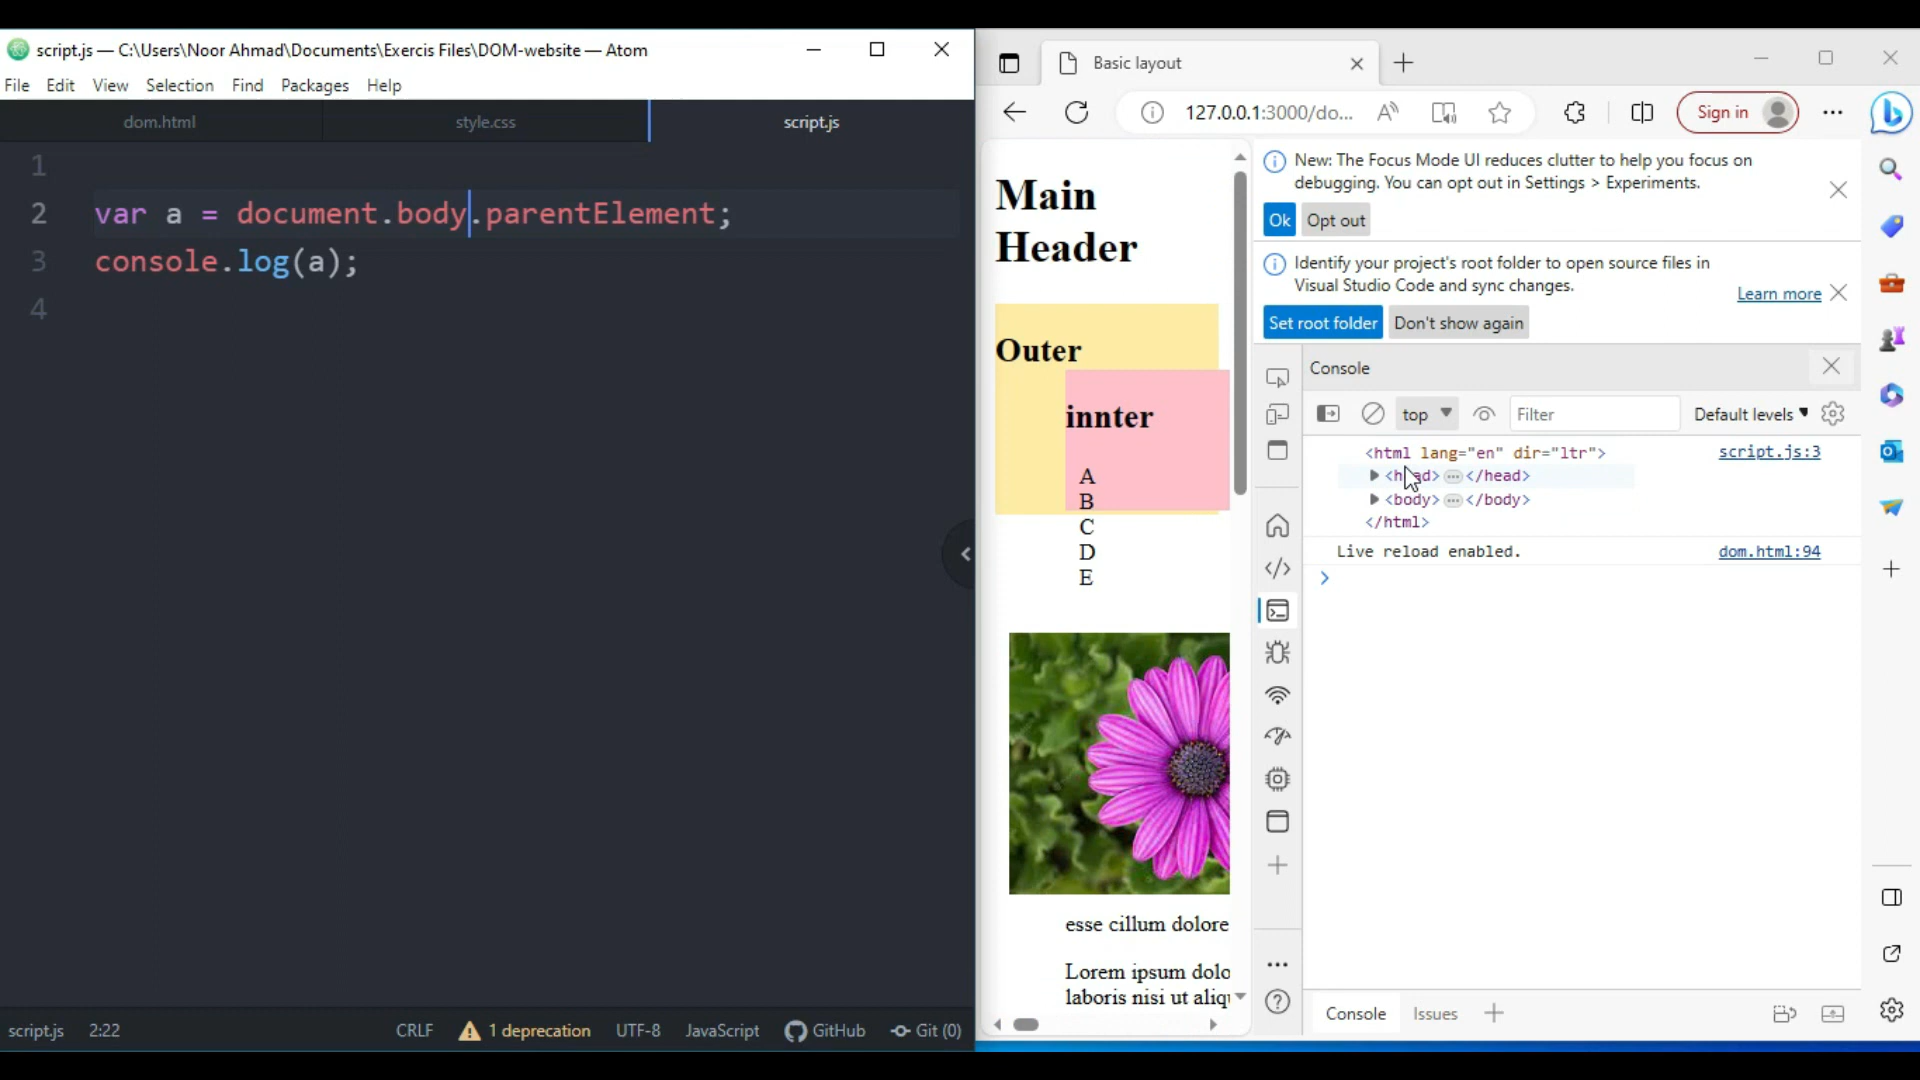 script.js — C:\Users\Noor Ahmad\Documents\Exercis Files\DOM-website — Atom
File Edit View Selection Find Packages Help
dom.html style.css script.js
1
2 var a = document.body.parentElement;
3 console.log(a);
4
script.js 2:22 CRLF 1 deprecation UTF-8 JavaScript GitHub Git (0)
Basic layout
127.0.0.1:3000/do... Sign in
Main
Header
Outer
innter
A
B
C
D
E
esse cillum dolore
Lorem ipsum dolo
laboris nisi ut aliqu
New: The Focus Mode UI reduces clutter to help you focus on
debugging. You can opt out in Settings > Experiments.
Ok Opt out
Identify your project's root folder to open source files in
Visual Studio Code and sync changes.
Learn more
Set root folder Don't show again
Console
top Filter Default levels
<html lang="en" dir="ltr"> script.js:3
<head> ... </head>
<body> ... </body>
</html>
Live reload enabled. dom.html:94
Console Issues